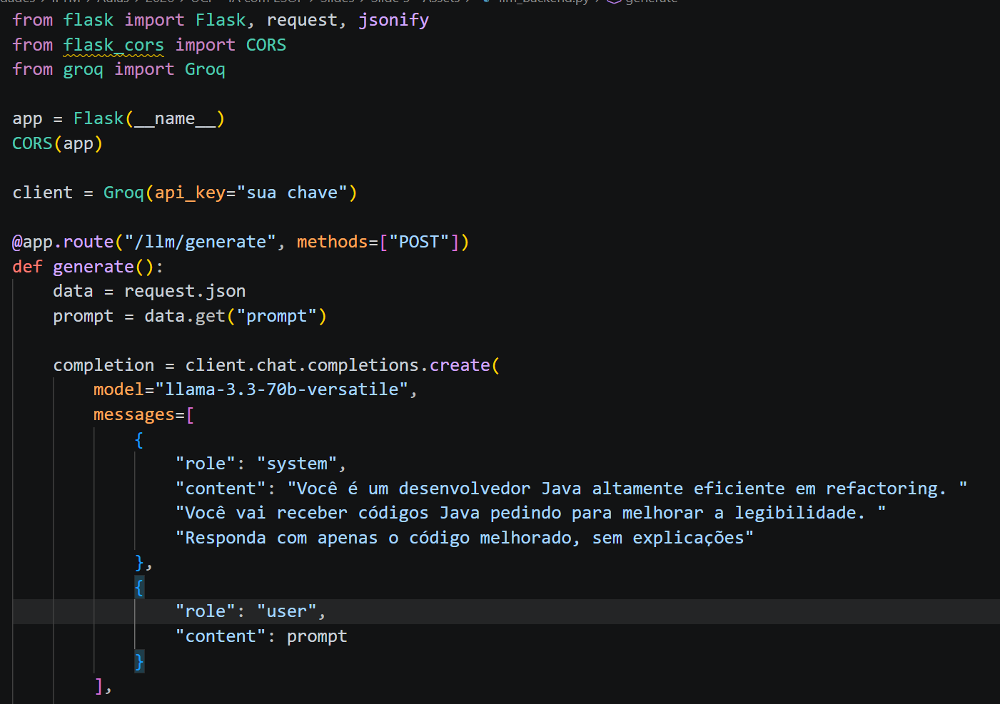 from flask import Flask, request, jsonify
from flask_cors import CORS
from groq import Groq
app = Flask(__name__)
CORS(app)
client = Groq(api_key="sua chave")
@app.route("/llm/generate", methods=["POST"])
def generate():
data = request.json
prompt = data.get("prompt")
completion = client.chat.completions.create(
model="llama-3.3-70b-versatile",
messages=[
{
"role": "system",
"content": "Você é um desenvolvedor Java altamente eficiente em refactoring. "
"Você vai receber códigos Java pedindo para melhorar a legibilidade. "
"Responda com apenas o código melhorado, sem explicações"
},
{
"role": "user",
"content": prompt
}
],